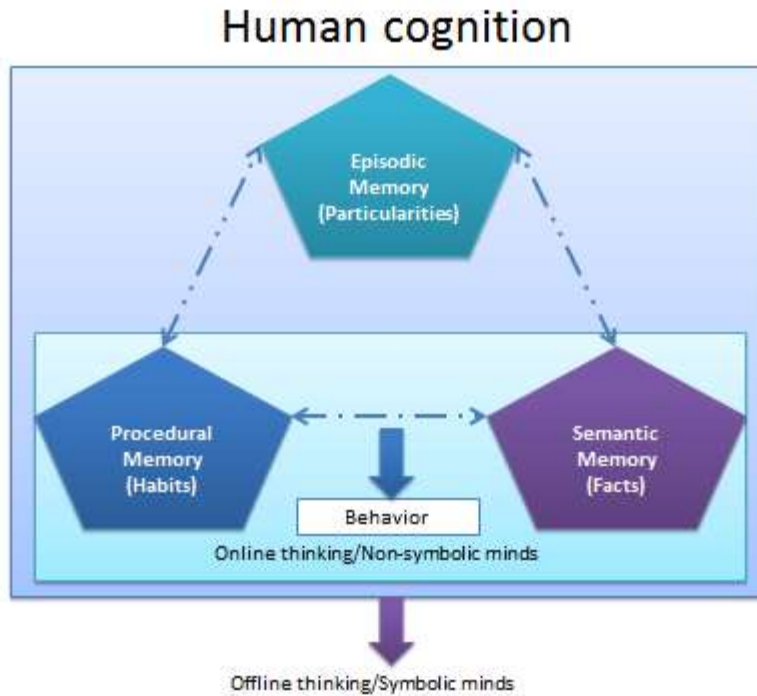 Human cognition
Episodic
Memory
(Particularities)
Procedural
Memory
(Habits)
Semantic
Memory
(Facts)
Behavior
Online thinking/Non-symbolic minds
Offline thinking/Symbolic minds